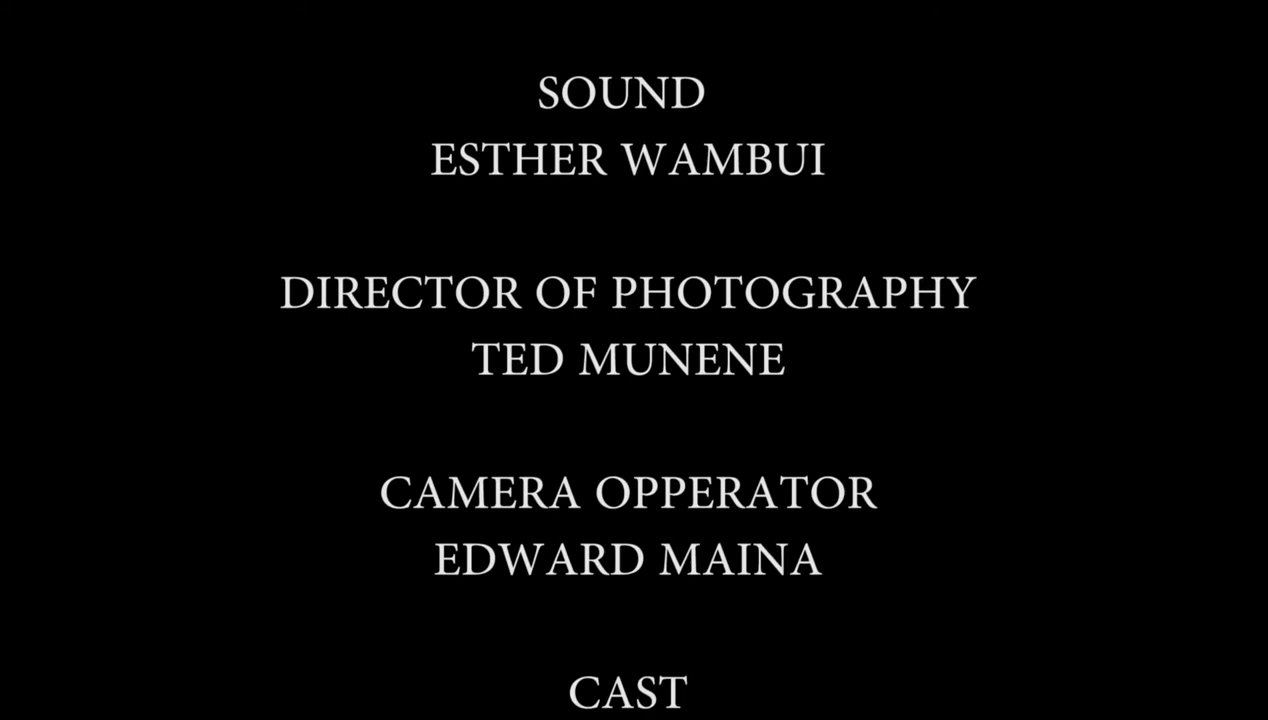 SOUND
ESTHER WAMBUI
DIRECTOR OF PHOTOGRAPHY
TED MUNENE
CAMERA OPPERATOR
EDWARD MAINA
CAST